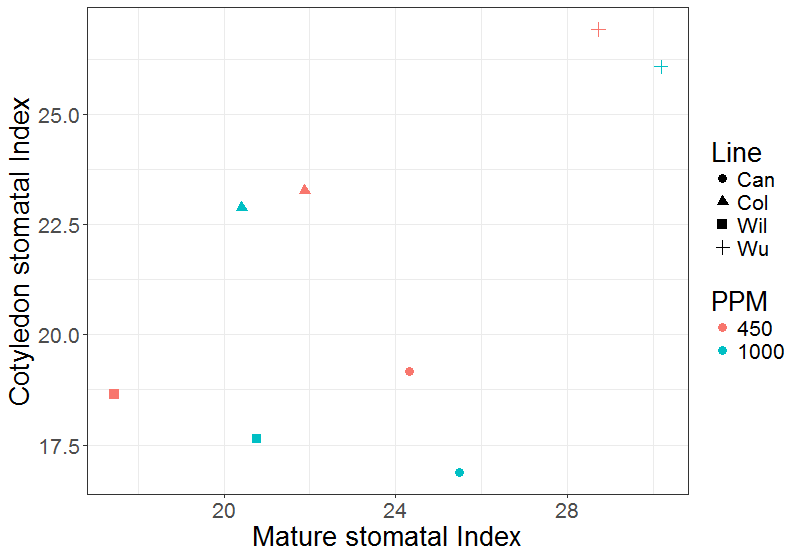 Cotyledon stomatal Index
25.0
22.5
20.0
17.5
20 24 28
Mature stomatal Index
Line
Can
Col
Wil
Wu
PPM
450
1000